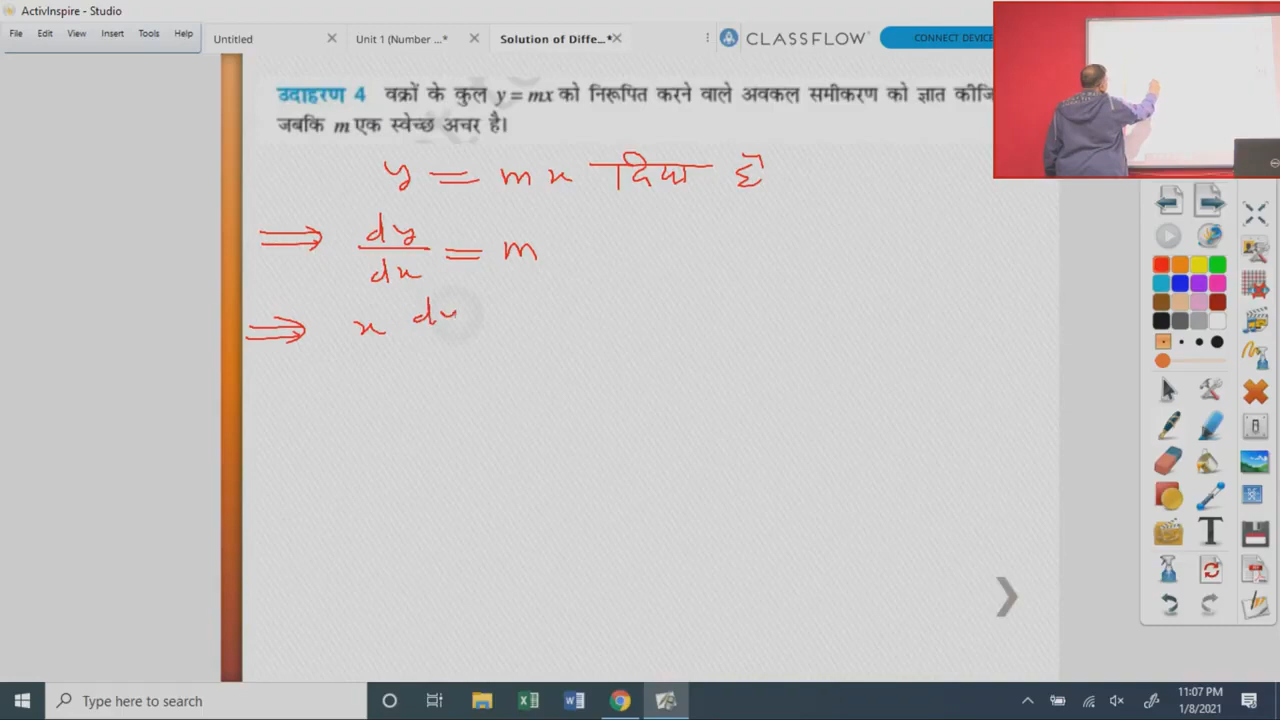 ActivInspire - Studio
File Edit View Insert Tools Help
Untitled
Unit 1 (Number ...*
Solution of Diffe...*
CLASSFLOW
CONNECT DEVICE
उदाहरण 4 वक्रों के कुल y = mx को निरूपित करने वाले अवकल समीकरण को ज्ञात कीजि
जबकि m एक स्वेच्छ अचर है।
y = mx दिया है
⇒ dy/dx = m
⇒ x dy
Type here to search
11:07 PM
1/8/2021